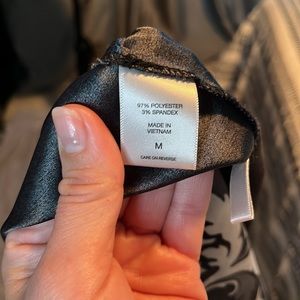 97% POLYESTER
3% SPANDEX
MADE IN
VIETNAM
M
CARE ON REVERSE